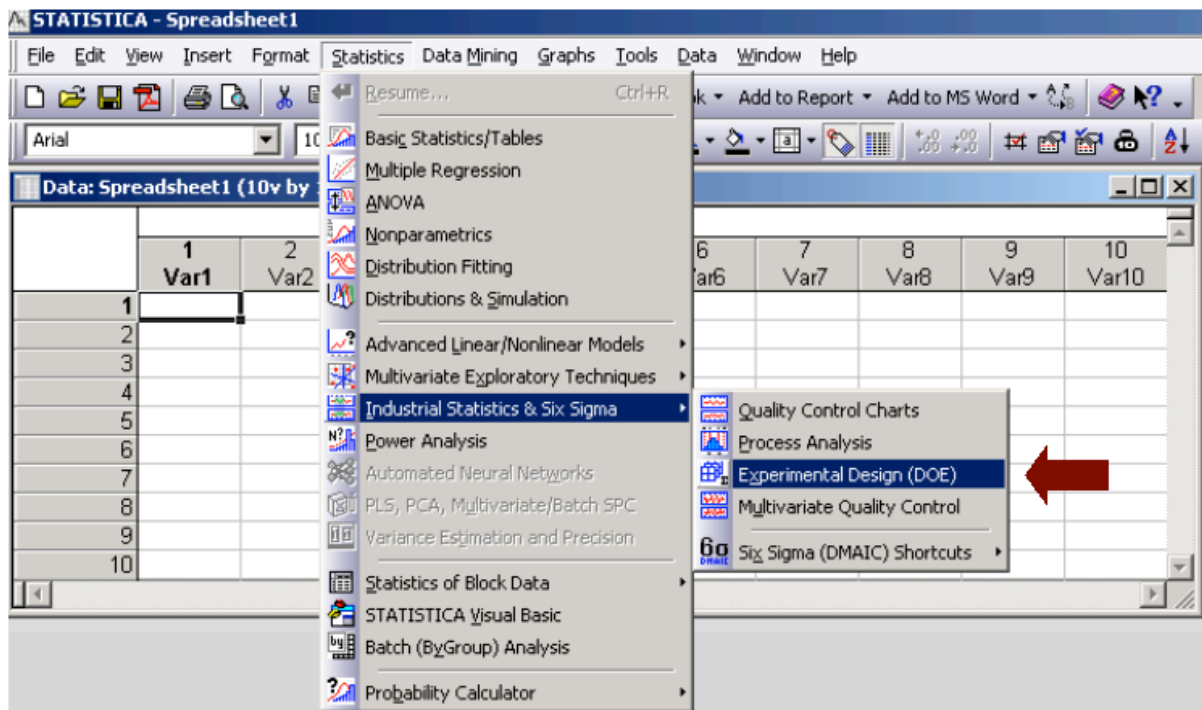 STATISTICA - Spreadsheet1
File Edit View Insert Format Statistics Data Mining Graphs Tools Data Window Help
Add to Report Add to MS Word
Arial 10
Data: Spreadsheet1 (10v by
1 2 6 7 8 9 10
Var1 Var2 Var7 Var8 Var9 Var10
1
2
3
4
5
6
7
8
9
10
Resume... Ctrl+R
Basic Statistics/Tables
Multiple Regression
ANOVA
Nonparametrics
Distribution Fitting
Distributions & Simulation
Advanced Linear/Nonlinear Models
Multivariate Exploratory Techniques
Industrial Statistics & Six Sigma
Power Analysis
Automated Neural Networks
PLS, PCA, Multivariate/Batch SPC
Variance Estimation and Precision
Statistics of Block Data
STATISTICA Visual Basic
Batch (ByGroup) Analysis
Probability Calculator
Quality Control Charts
Process Analysis
Experimental Design (DOE)
Multivariate Quality Control
Six Sigma (DMAIC) Shortcuts